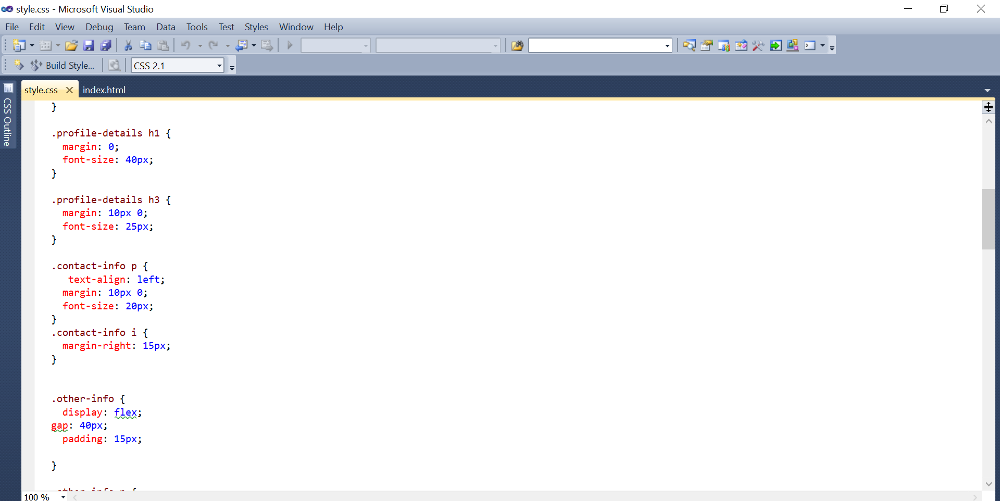 style.css - Microsoft Visual Studio
File Edit View Debug Team Data Tools Test Styles Window Help
Build Style... CSS 2.1
style.css index.html
CSS Outline
}
.profile-details h1 {
margin: 0;
font-size: 40px;
}
.profile-details h3 {
margin: 10px 0;
font-size: 25px;
}
.contact-info p {
text-align: left;
margin: 10px 0;
font-size: 20px;
}
.contact-info i {
margin-right: 15px;
}
.other-info {
display: flex;
gap: 40px;
padding: 15px;
}
100 %